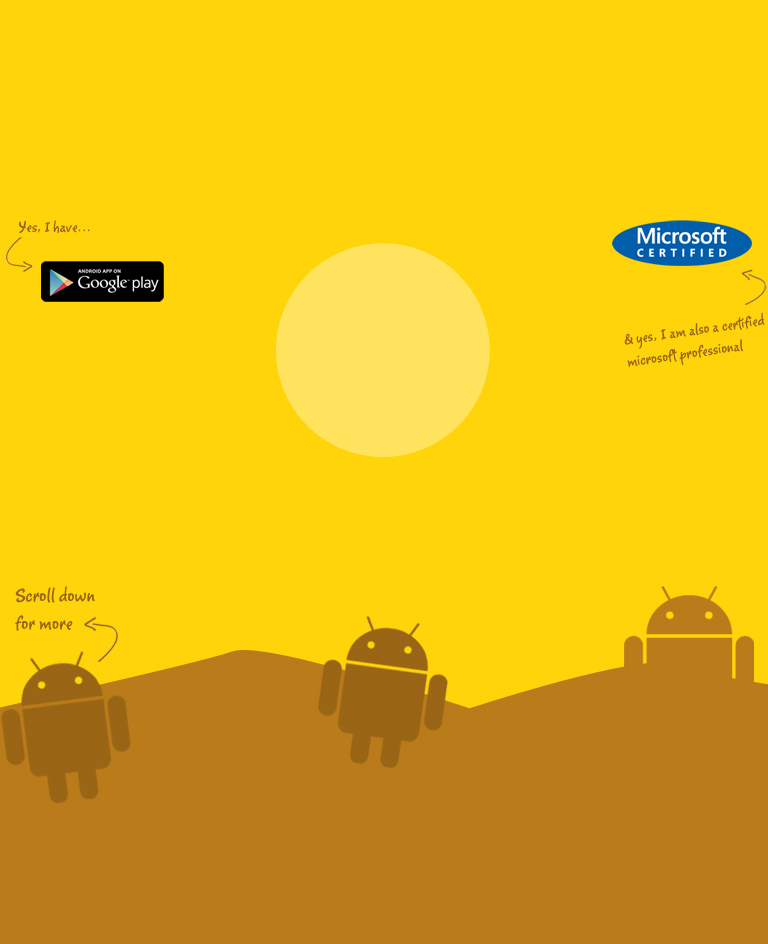 Yes, I have...
ANDROID APP ON
Google play
Microsoft
CERTIFIED
& yes, I am also a certified
microsoft professional
Scroll down
for more